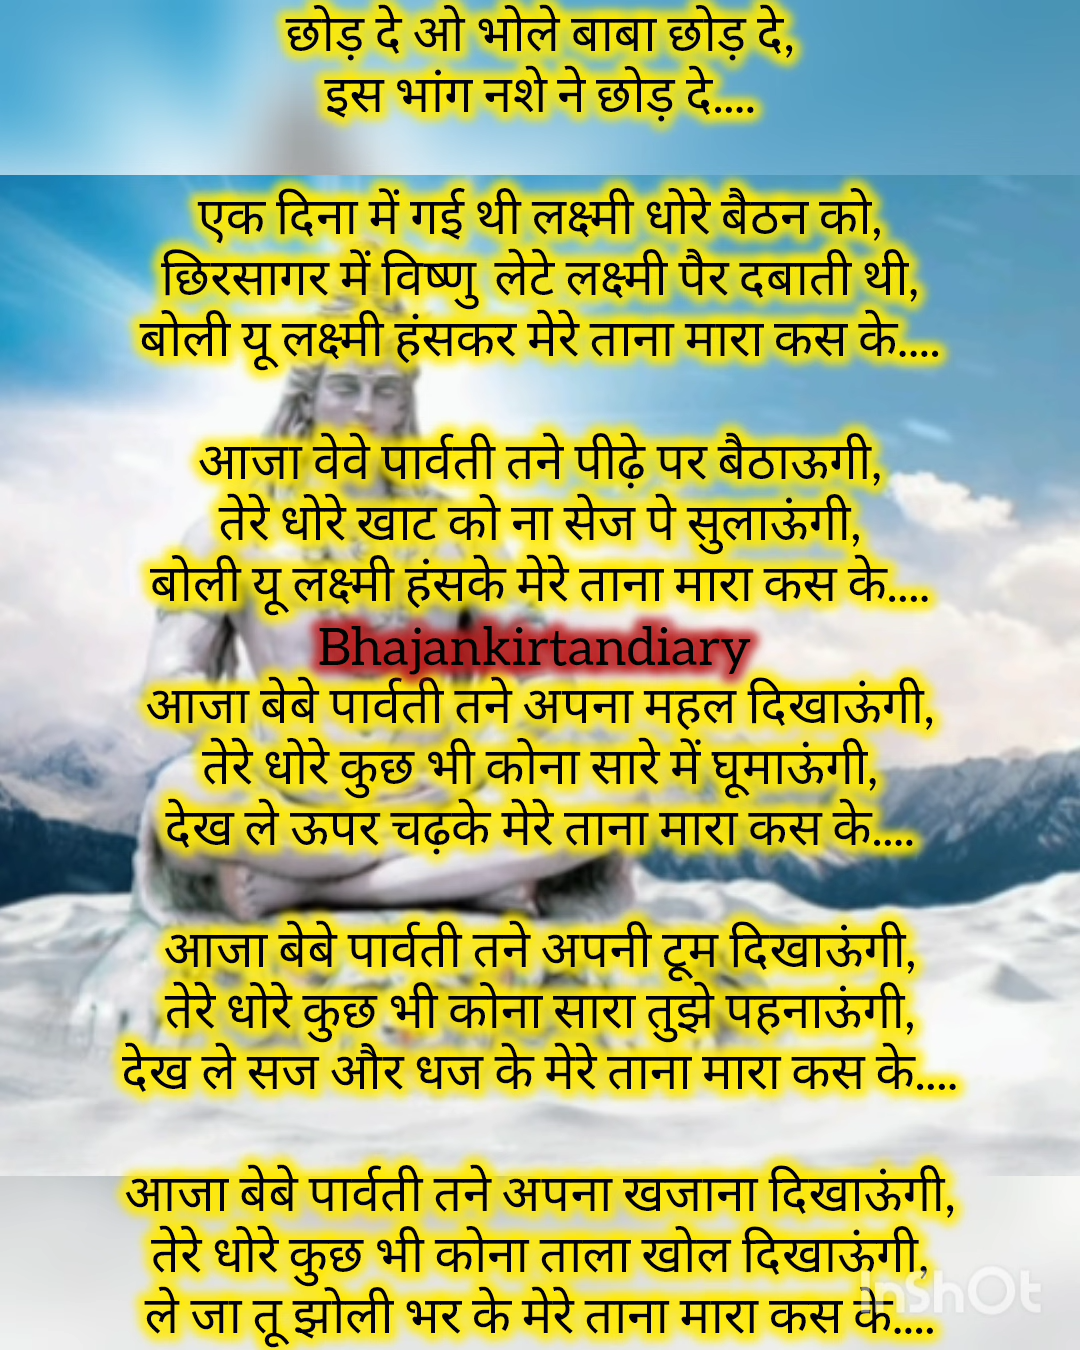 छोड़ दे ओ भोले बाबा छोड़ दे,
इस भांग नशे ने छोड़ दे....
एक दिना में गई थी लक्ष्मी धोरे बैठन को,
छिरसागर में विष्णु लेटे लक्ष्मी पैर दबाती थी,
बोली यू लक्ष्मी हंसकर मेरे ताना मारा कस के....
आजा वेवे पार्वती तने पीढ़े पर बैठाऊगी,
तेरे धोरे खाट को ना सेज पे सुलाऊंगी,
बोली यू लक्ष्मी हंसके मेरे ताना मारा कस के....
Bhajankirtandiary
आजा बेबे पार्वती तने अपना महल दिखाऊंगी,
तेरे धोरे कुछ भी कोना सारे में घूमाऊंगी,
देख ले ऊपर चढ़के मेरे ताना मारा कस के....
आजा बेबे पार्वती तने अपनी टूम दिखाऊंगी,
तेरे धोरे कुछ भी कोना सारा तुझे पहनाऊंगी,
देख ले सज और धज के मेरे ताना मारा कस के....
आजा बेबे पार्वती तने अपना खजाना दिखाऊंगी,
तेरे धोरे कुछ भी कोना ताला खोल दिखाऊंगी,
ले जा तू झोली भर के मेरे ताना मारा कस के....
InShOt